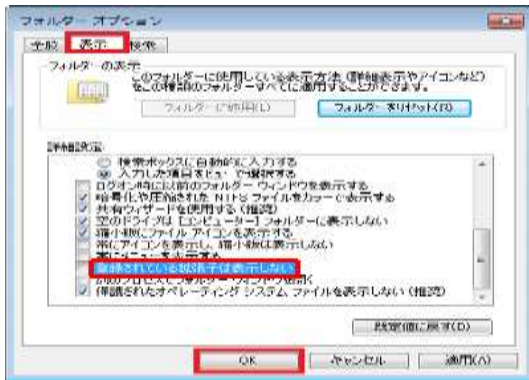 フォルダー オプション
全般 表示 検索
フォルダーの表示
このフォルダーに使用している表示方法 (詳細表示やアイコンなど)
をこの種類のフォルダーすべてに適用することができます。
フォルダーに適用(L) フォルダーをリセット(R)
詳細設定:
検索ボックスに自動的に入力する
入力した項目をビューで選択する
ログオン時に以前のフォルダー ウィンドウを表示する
暗号化や圧縮された NTFS ファイルをカラーで表示する
共有ウィザードを使用する (推奨)
空のドライブは [コンピューター] フォルダーに表示しない
縮小版にファイル アイコンを表示する
常にアイコンを表示し、縮小版は表示しない
常にメニューを表示する
登録されている拡張子は表示しない
別のプロセスでフォルダー ウィンドウを開く
保護されたオペレーティング システム ファイルを表示しない (推奨)
既定値に戻す(D)
OK キャンセル 適用(A)